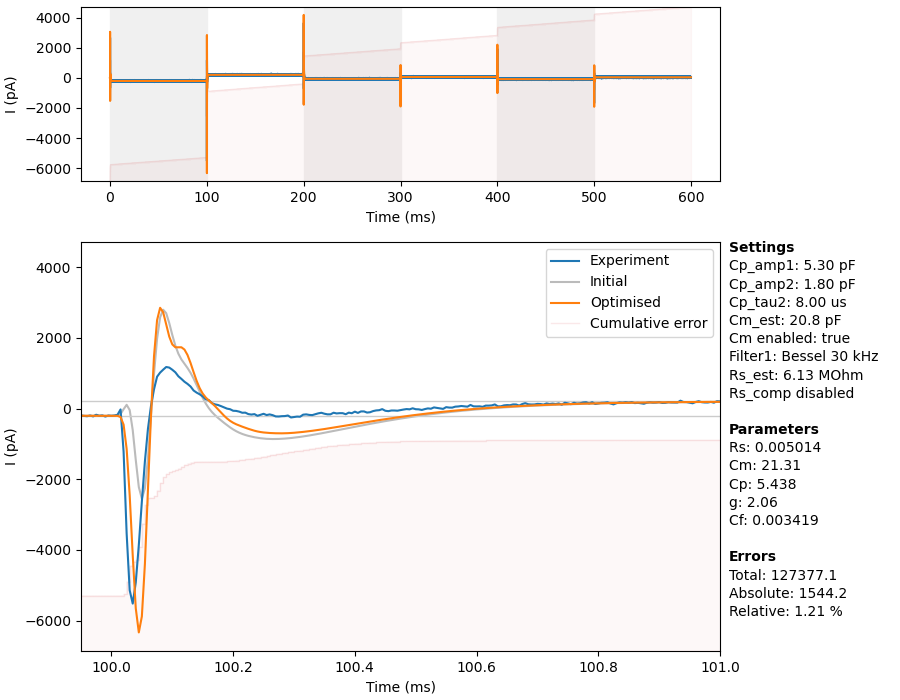 4000
2000
0
−2000
−4000
−6000
I (pA)
0 100 200 300 400 500 600
Time (ms)
4000
2000
0
−2000
−4000
−6000
I (pA)
Experiment
Initial
Optimised
Cumulative error
100.0 100.2 100.4 100.6 100.8 101.0
Time (ms)
Settings
Cp_amp1: 5.30 pF
Cp_amp2: 1.80 pF
Cp_tau2: 8.00 us
Cm_est: 20.8 pF
Cm enabled: true
Filter1: Bessel 30 kHz
Rs_est: 6.13 MOhm
Rs_comp disabled
Parameters
Rs: 0.005014
Cm: 21.31
Cp: 5.438
g: 2.06
Cf: 0.003419
Errors
Total: 127377.1
Absolute: 1544.2
Relative: 1.21 %